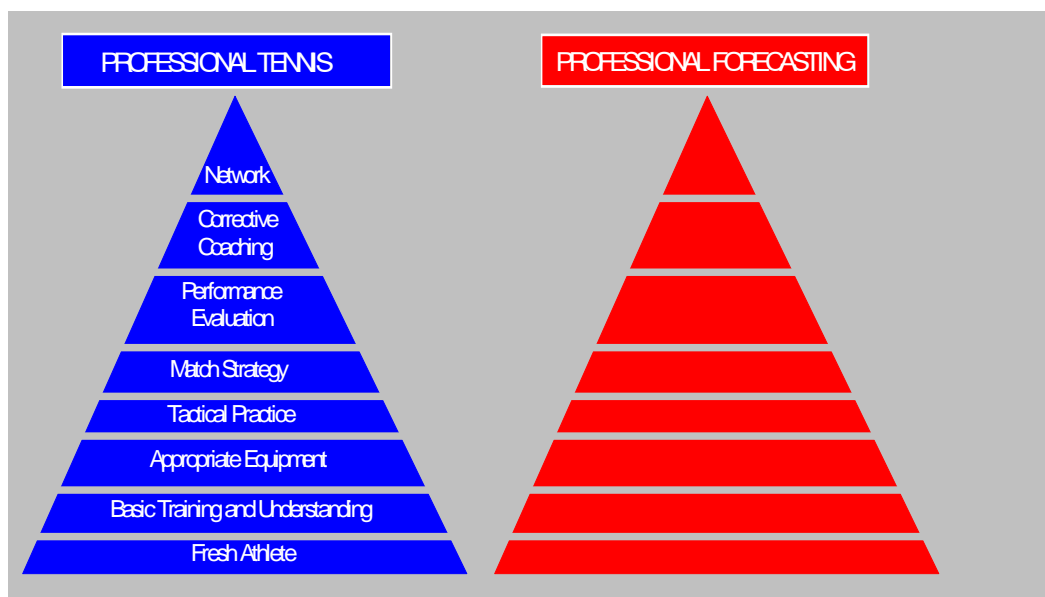 PROFESSIONAL TENNIS
PROFESSIONAL FORECASTING
Network
Corrective
Coaching
Performance
Evaluation
Match Strategy
Tactical Practice
Appropriate Equipment
Basic Training and Understanding
Fresh Athlete